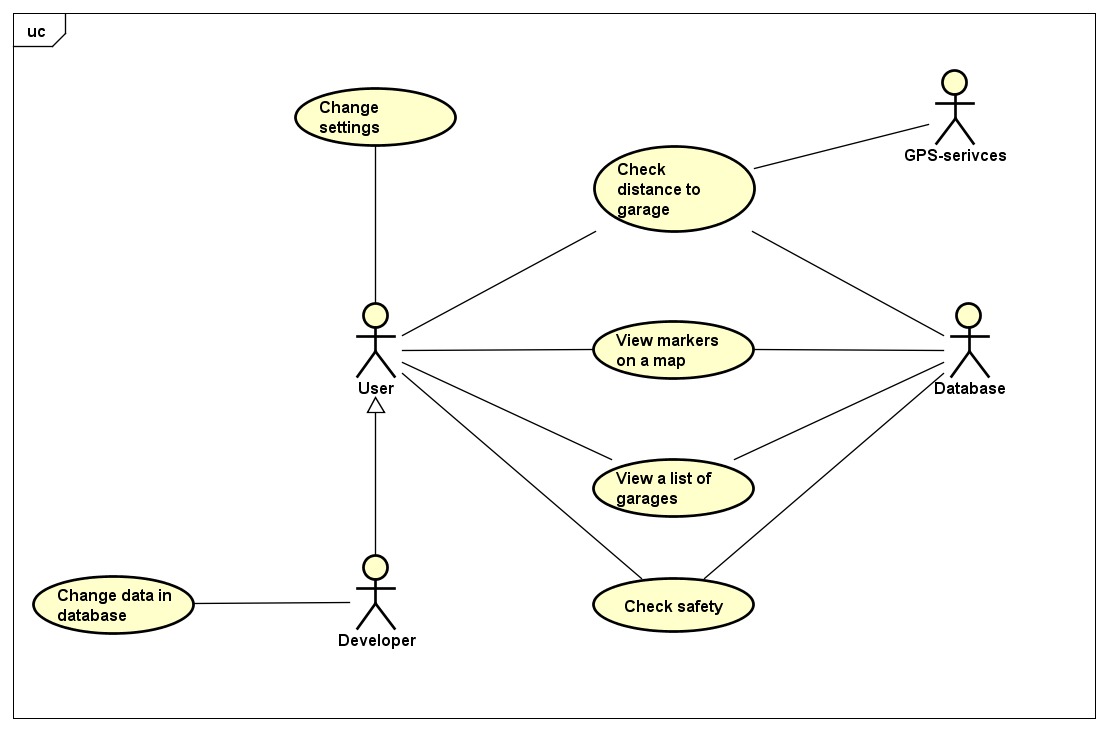 uc
Change
settings
GPS-serivces
Check
distance to
garage
View markers
on a map
User
Database
View a list of
garages
Change data in
database
Check safety
Developer